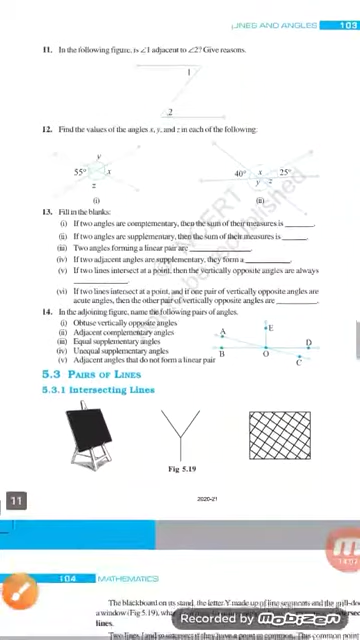 LINES AND ANGLES 103
11. In the following figure, is ∠1 adjacent to ∠2? Give reasons.
1
2
12. Find the values of the angles x, y, and z in each of the following:
y
55° x
z
40° x 25°
y z
(i) (ii)
13. Fill in the blanks:
(i) If two angles are complementary, then the sum of their measures is _______.
(ii) If two angles are supplementary, then the sum of their measures is ______.
(iii) Two angles forming a linear pair are _______________.
(iv) If two adjacent angles are supplementary, they form a ___________.
(v) If two lines intersect at a point, then the vertically opposite angles are always
_____________.
(vi) If two lines intersect at a point, and if one pair of vertically opposite angles are
acute angles, then the other pair of vertically opposite angles are __________.
14. In the adjoining figure, name the following pairs of angles.
(i) Obtuse vertically opposite angles
(ii) Adjacent complementary angles
(iii) Equal supplementary angles
(iv) Unequal supplementary angles
(v) Adjacent angles that do not form a linear pair
A E
D
B O C
5.3 PAIRS OF LINES
5.3.1 Intersecting Lines
Fig 5.19
11
2020-21
14:07
104 MATHEMATICS
The blackboard on its stand, the letter Y made up of line segments and the grill-do
a window (Fig 5.19), wha
lines.
Two lines l and m intersect if they have a point in common. This common point
Recorded by mobizen